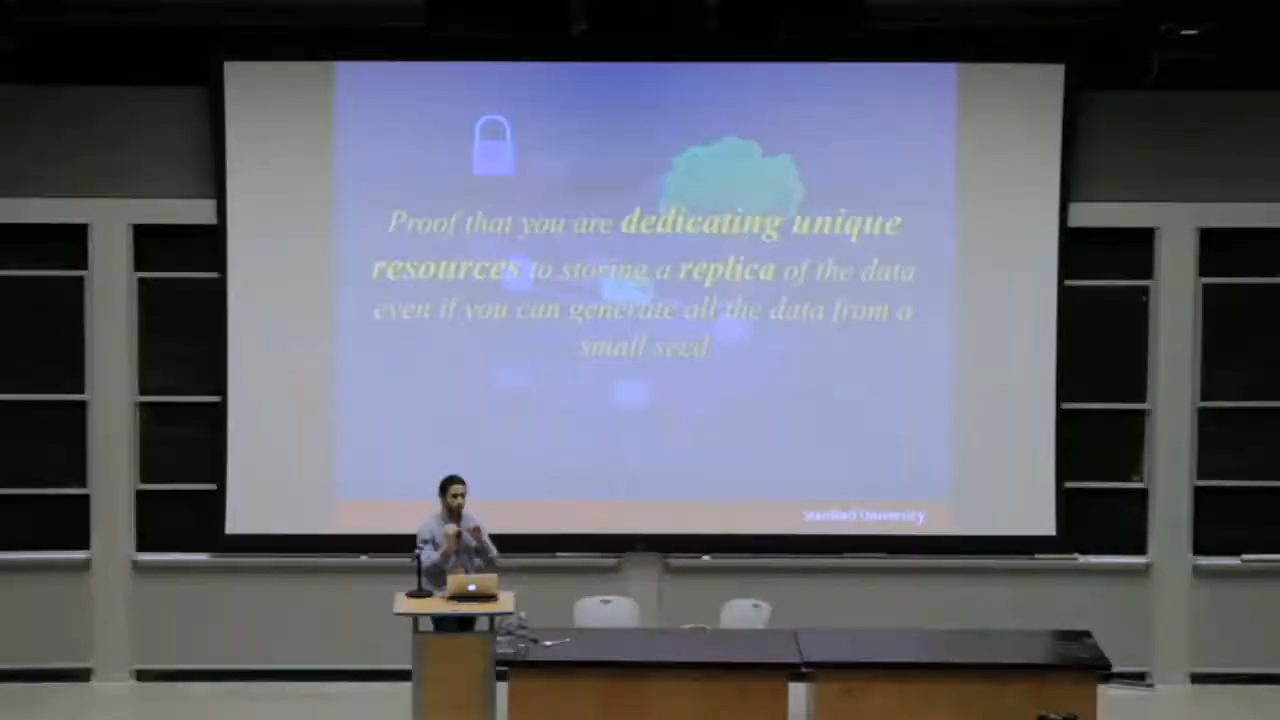 Proof that you are dedicating unique
resources to storing a replica of the data
even if you can generate all the data from a
small seed
Stanford University